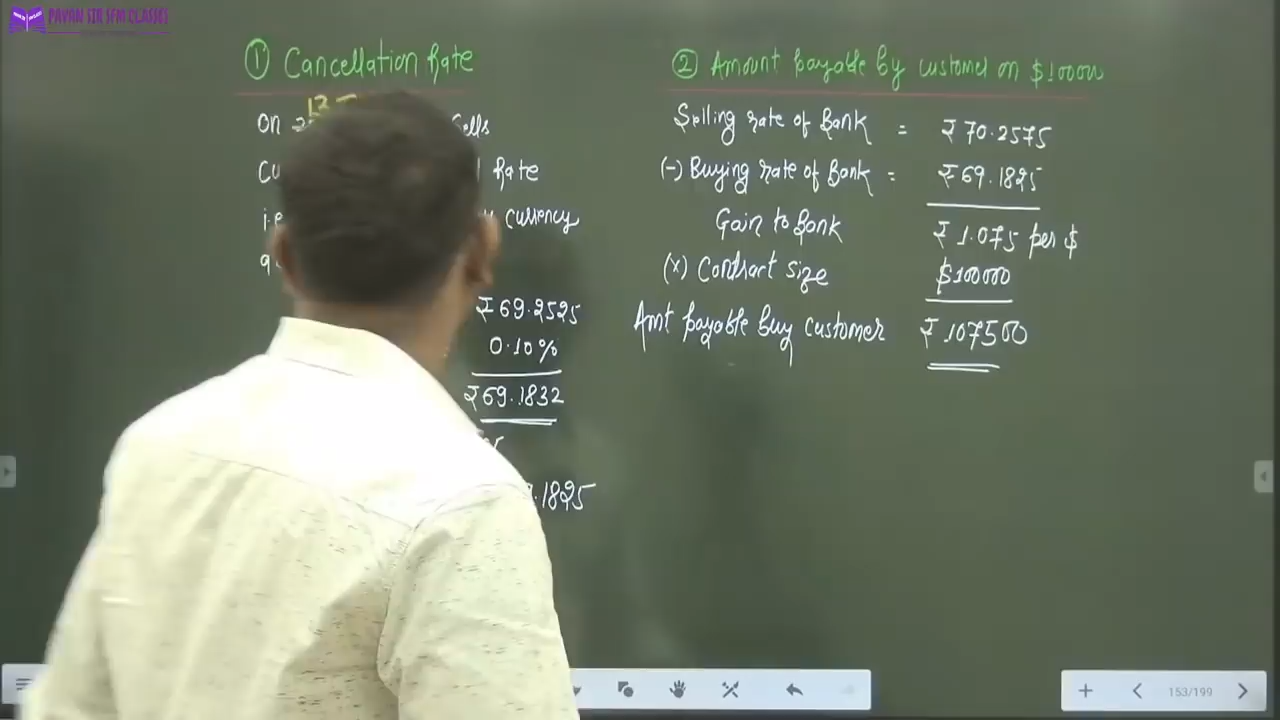 PAVAN SIR SFM CLASSES
① Cancellation Rate
On Sells
Rate
i.e currency
₹69.2525
0.10%
₹69.1832
.1825
② Amount payable by customer on $100000
Selling rate of Bank = ₹70.2575
(-) Buying rate of Bank = ₹69.1825
Gain to Bank ₹1.075 per $
(x) Contract size $100000
Amt payable buy customer ₹107500
153/199